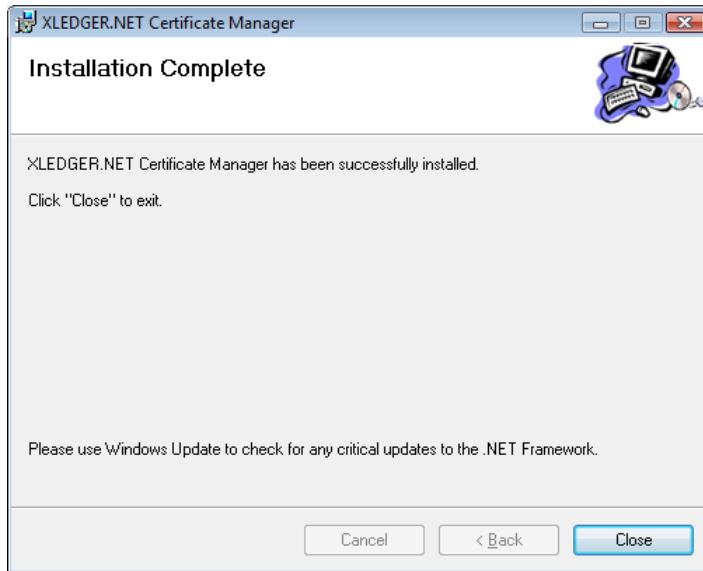 XLEDGER.NET Certificate Manager
Installation Complete
XLEDGER.NET Certificate Manager has been successfully installed.
Click "Close" to exit.
Please use Windows Update to check for any critical updates to the .NET Framework.
Cancel
< Back
Close